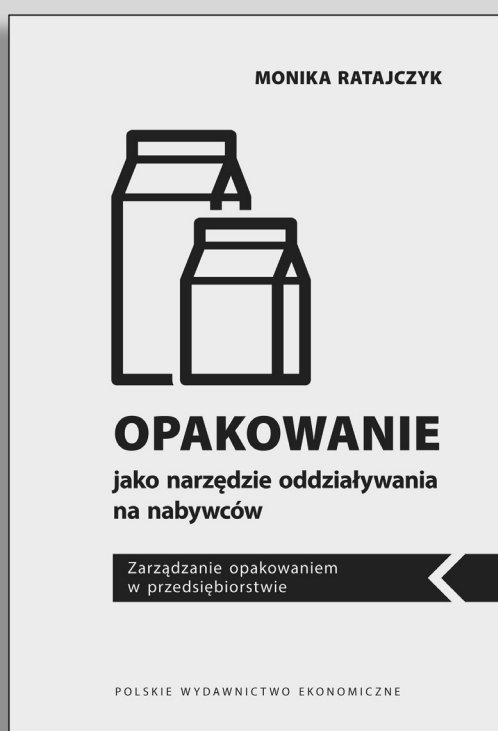 MONIKA RATAJCZYK
OPAKOWANIE
jako narzędzie oddziaływania
na nabywców
Zarządzanie opakowaniem
w przedsiębiorstwie
POLSKIE WYDAWNICTWO EKONOMICZNE